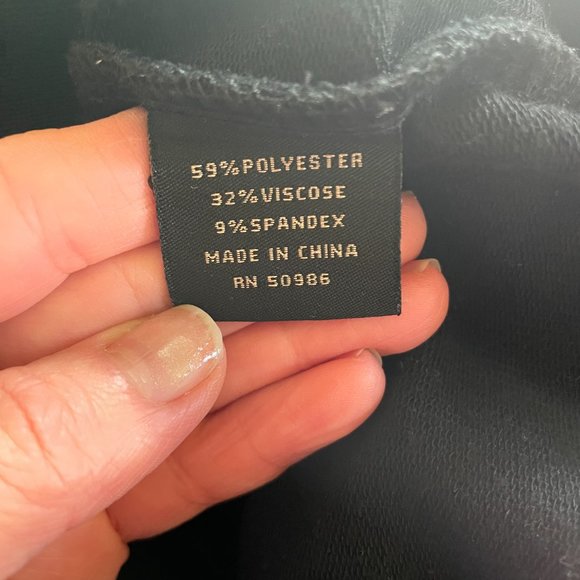 59%POLYESTER
32%VISCOSE
9%SPANDEX
MADE IN CHINA
RN 50986